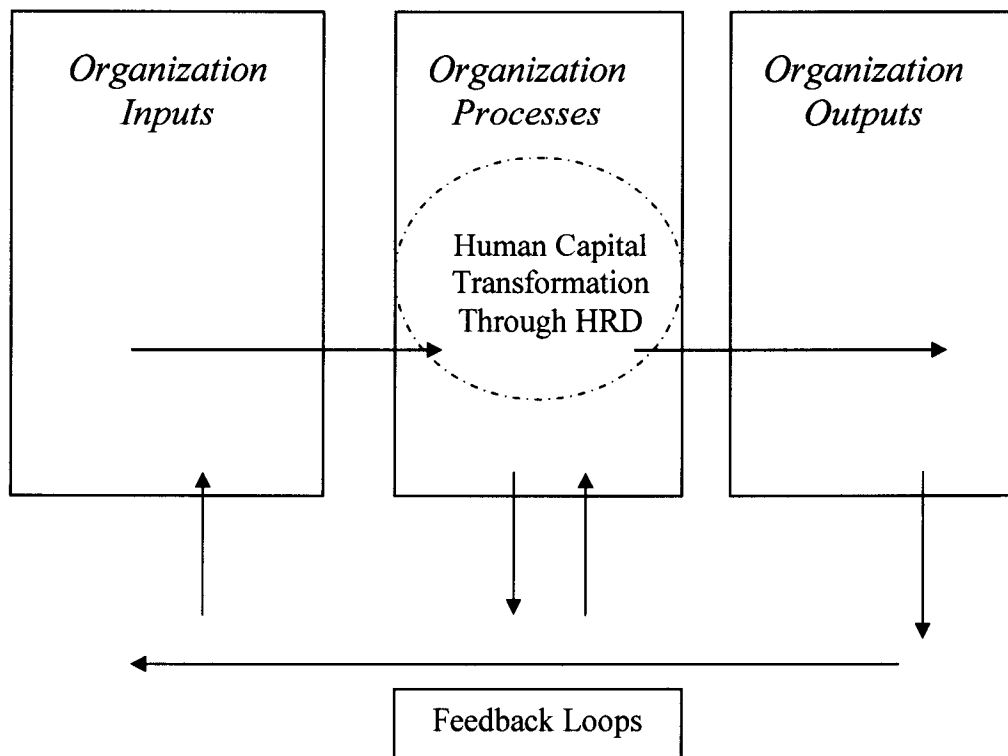 Organization
Inputs
Organization
Processes
Organization
Outputs
Human Capital
Transformation
Through HRD
Feedback Loops